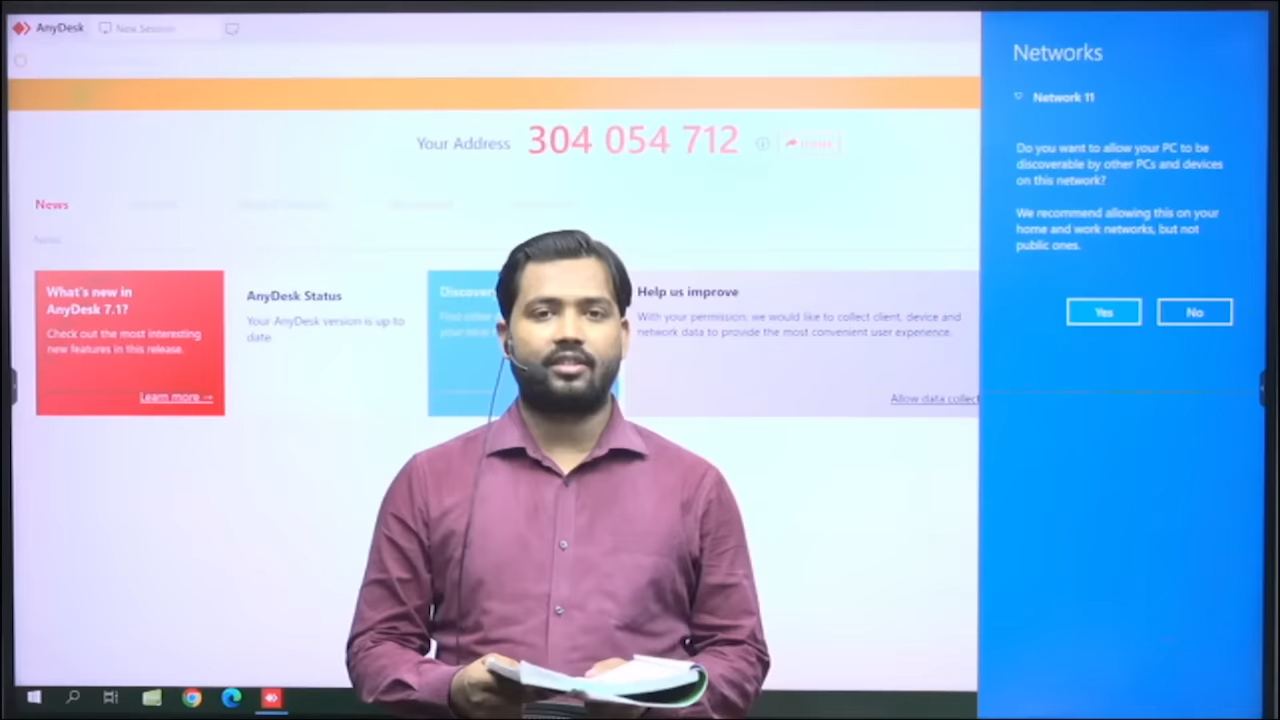 AnyDesk
New Session
Your Address 304 054 712
News
News
What's new in
AnyDesk 7.1?
Check out the most interesting
new features in this release.
Learn more →
AnyDesk Status
Your AnyDesk version is up to
date.
Discovery
Help us improve
With your permission, we would like to collect client, device and
network data to provide the most convenient user experience.
Allow data collect
Networks
Network 11
Do you want to allow your PC to be
discoverable by other PCs and devices
on this network?
We recommend allowing this on your
home and work networks, but not
public ones.
Yes
No